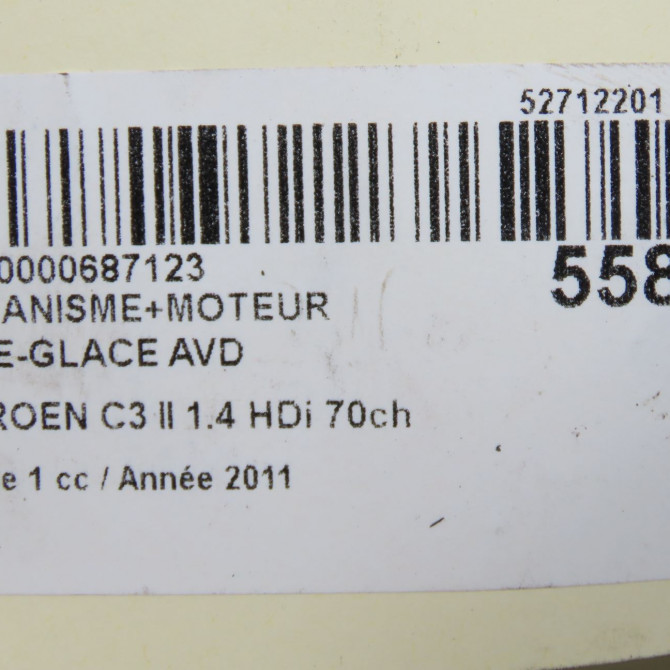 52712201
0000687123
558
ANISME+MOTEUR
E-GLACE AVD
ROEN C3 II 1.4 HDi 70ch
e 1 cc / Année 2011